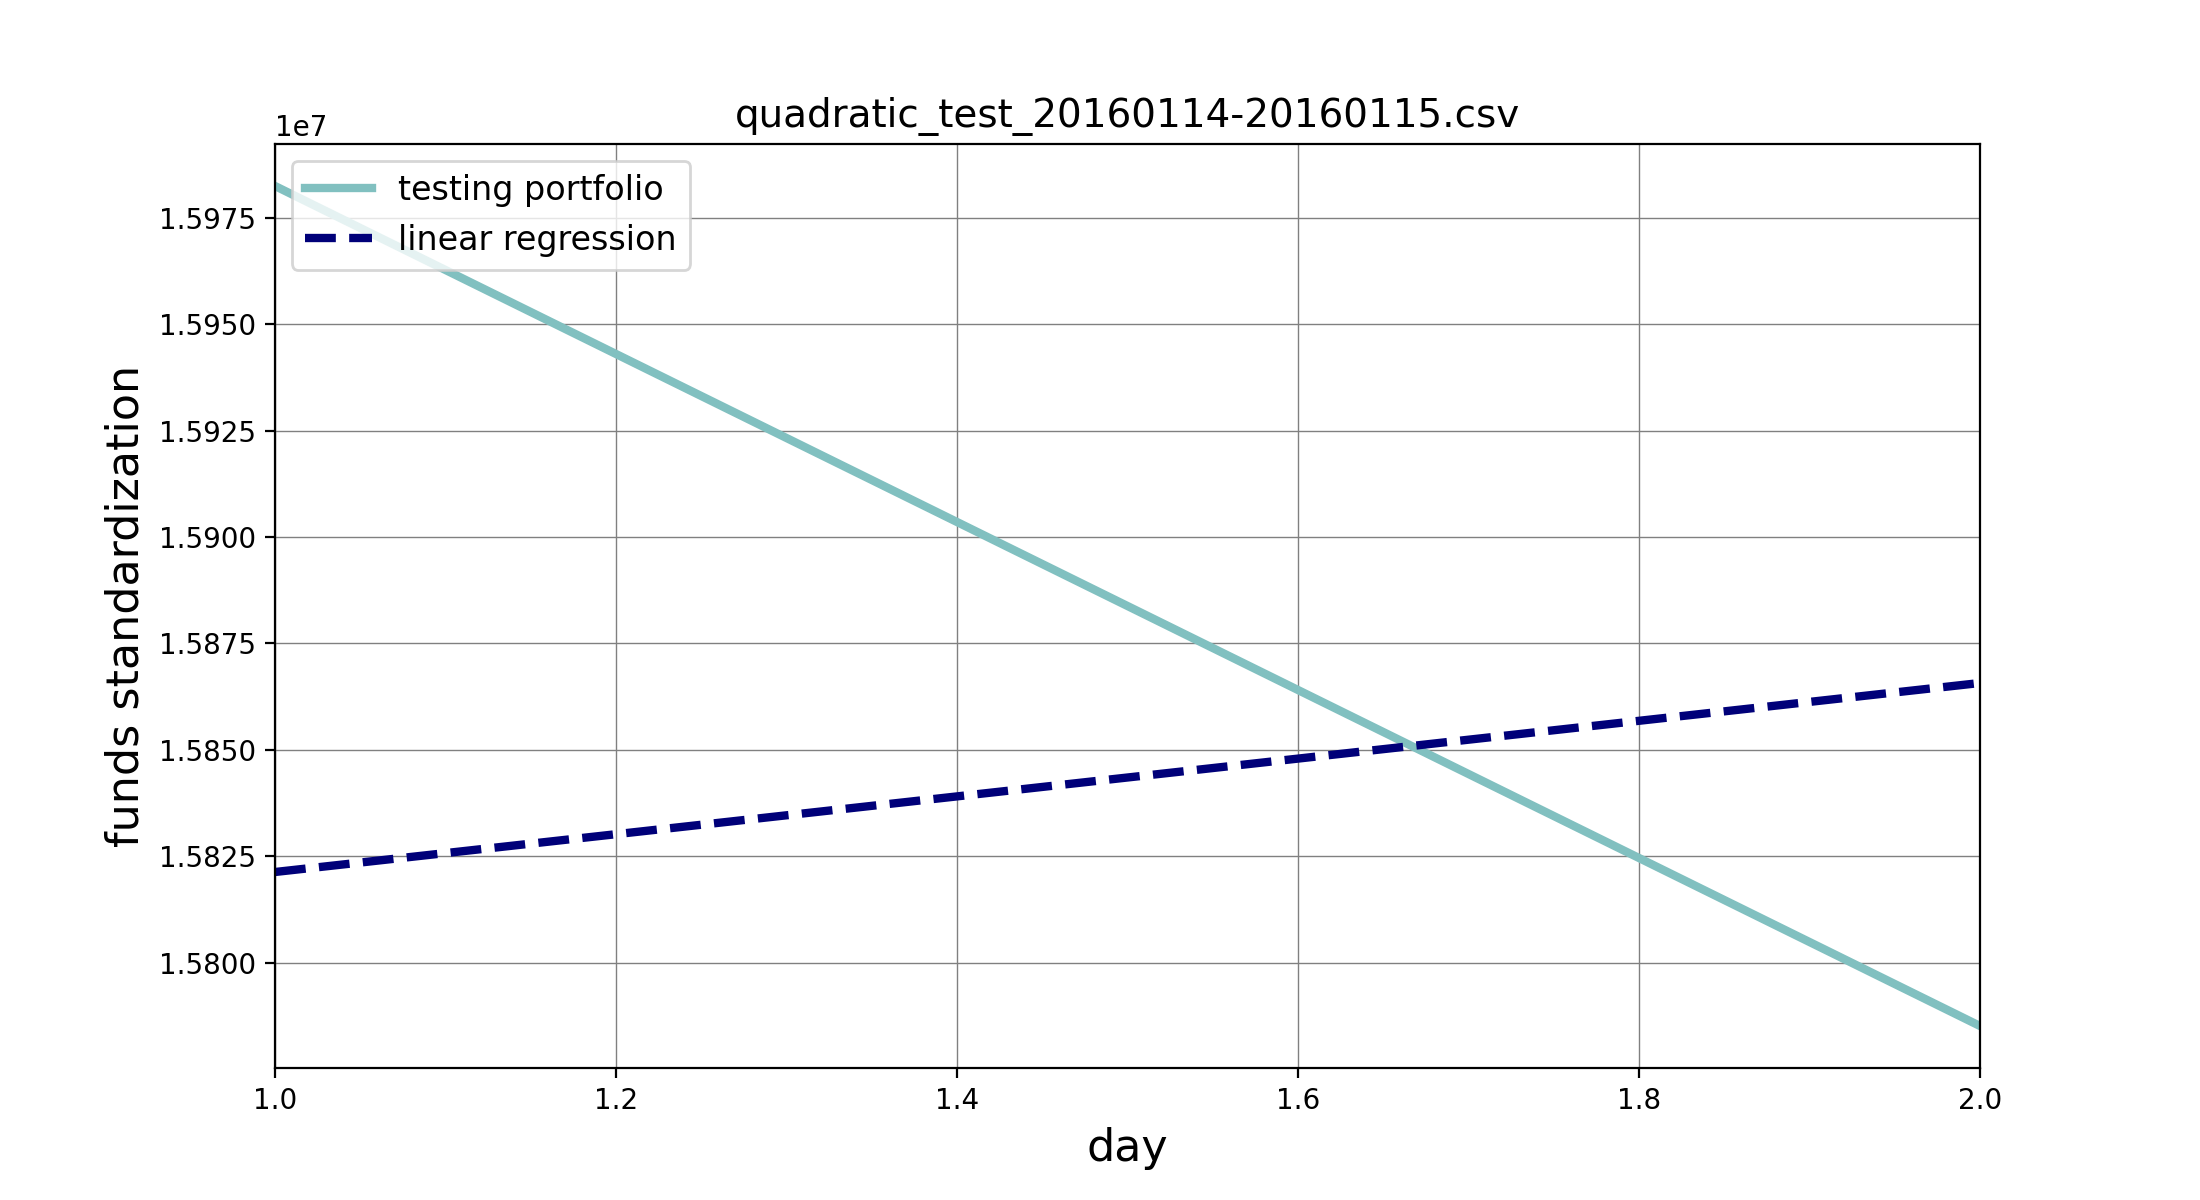 quadratic_test_20160114-20160115.csv
1e7
testing portfolio
linear regression
1.5975
1.5950
1.5925
1.5900
1.5875
1.5850
1.5825
1.5800
funds standardization
1.0 1.2 1.4 1.6 1.8 2.0
day